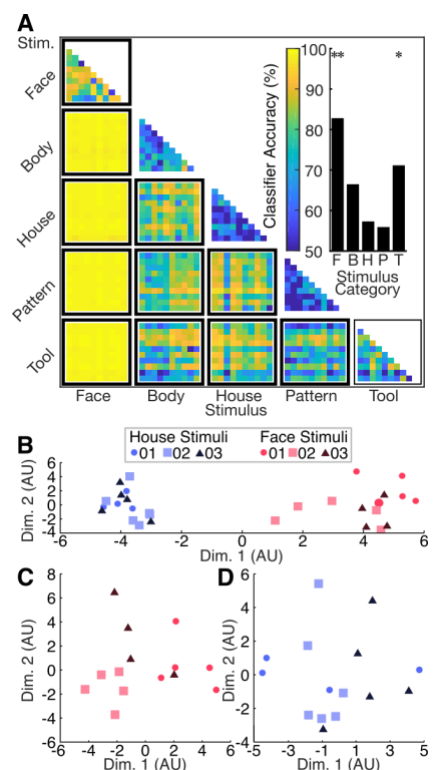 A
Stim.
Face
Body
House
Pattern
Tool
Face Body House Pattern Tool
Stimulus
Classifier Accuracy (%)
100
90
80
70
60
50
** *
F B H P T
Stimulus
Category
B
House Stimuli Face Stimuli
01 02 03 01 02 03
Dim. 2 (AU)
6
4
2
0
-2
-4
-6 -4 -2 0 2 4 6
Dim. 1 (AU)
C
Dim. 2 (AU)
8
6
4
2
0
-2
-4
-6
-6 -4 -2 0 2 4 6
Dim. 1 (AU)
D
Dim. 2 (AU)
6
4
2
0
-2
-4
-5 -3 -1 1 3 5
Dim. 1 (AU)